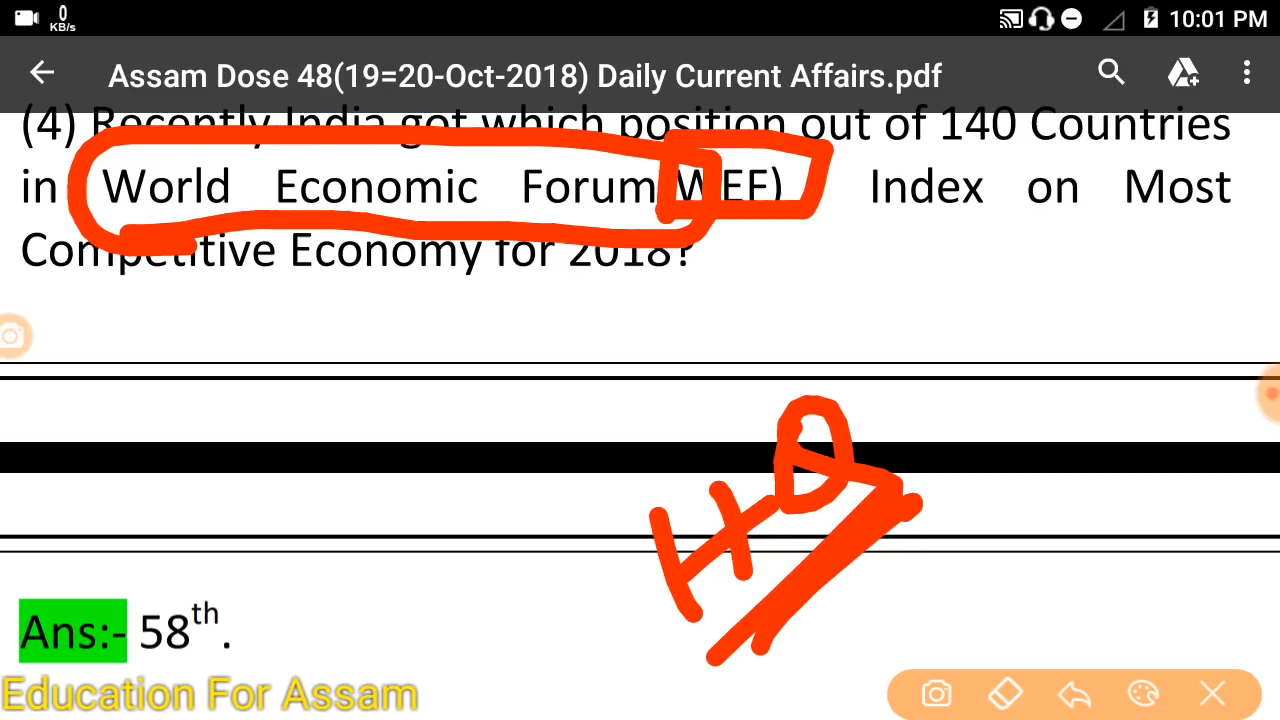 0
KB/s
10:01 PM
Assam Dose 48(19=20-Oct-2018) Daily Current Affairs.pdf
(4) Recently India got which position out of 140 Countries
in World Economic Forum(WEF) Index on Most
Competitive Economy for 2018?
H-Q
Ans:- 58th.
Education For Assam